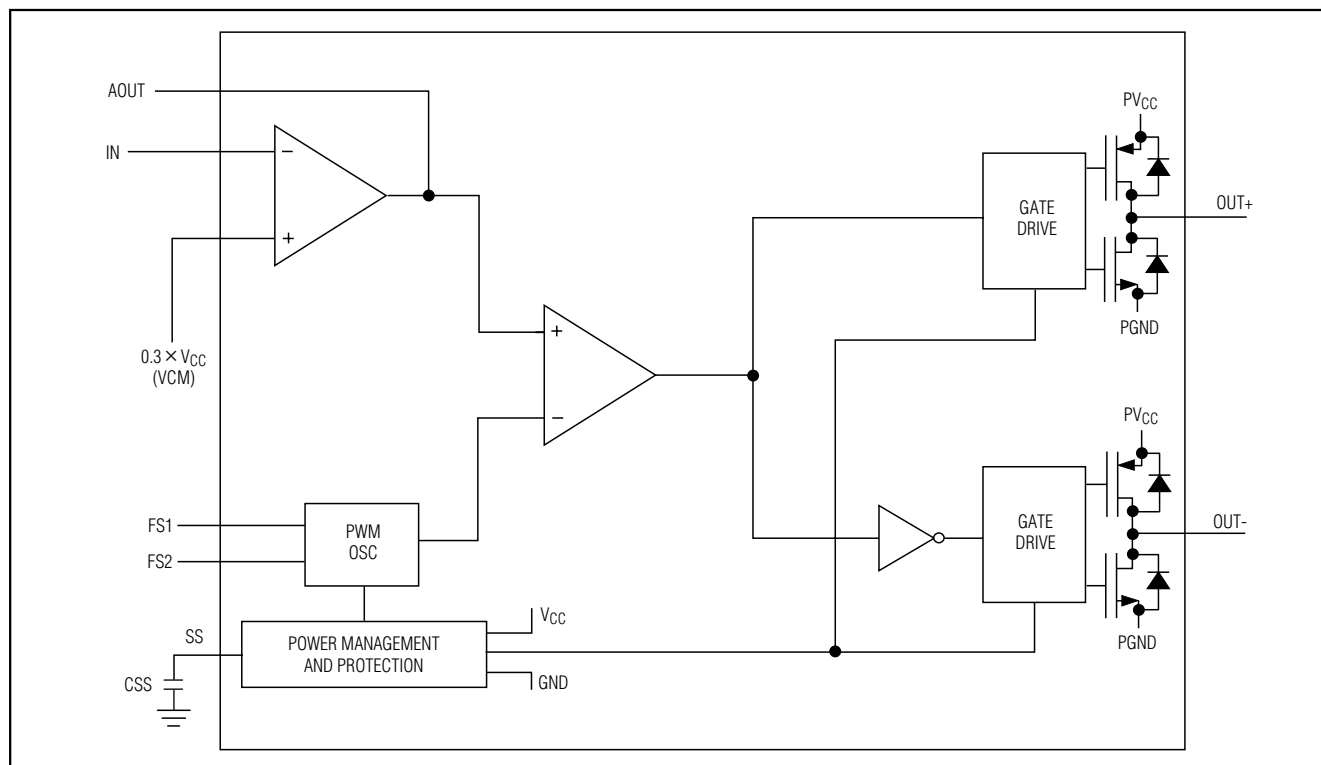 AOUT
IN
−
+
0.3 × VCC
(VCM)
+
−
FS1
FS2
PWM
OSC
SS
CSS
POWER MANAGEMENT
AND PROTECTION
VCC
GND
GATE
DRIVE
PVCC
OUT+
PGND
GATE
DRIVE
PVCC
OUT-
PGND